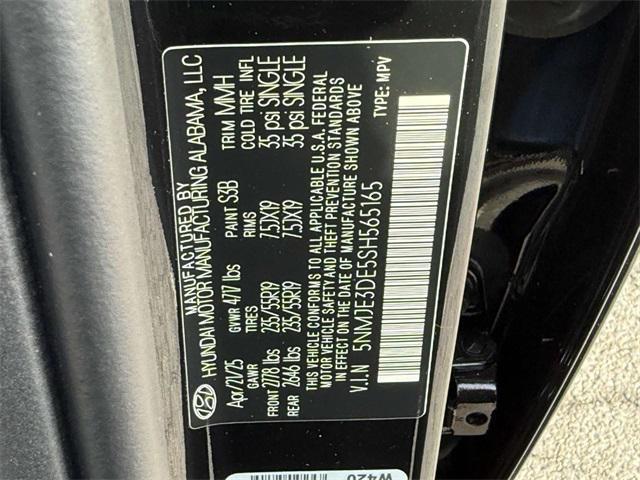 MANUFACTURED BY
HYUNDAI MOTOR MANUFACTURING ALABAMA, LLC
Apr/21/25 GVWR 4717 lbs PAINT S3B TRIM MMH
GAWR TIRES RIMS COLD TIRE INFL
FRONT 2778 lbs 235/55R19 7.5JX19 35 psi SINGLE
REAR 2646 lbs 235/55R19 7.5JX19 35 psi SINGLE
THIS VEHICLE CONFORMS TO ALL APPLICABLE U.S.A. FEDERAL
MOTOR VEHICLE SAFETY AND THEFT PREVENTION STANDARDS
IN EFFECT ON THE DATE OF MANUFACTURE SHOWN ABOVE
V.I.N 5NMJE3DE5SH565165 TYPE: MPV
W420